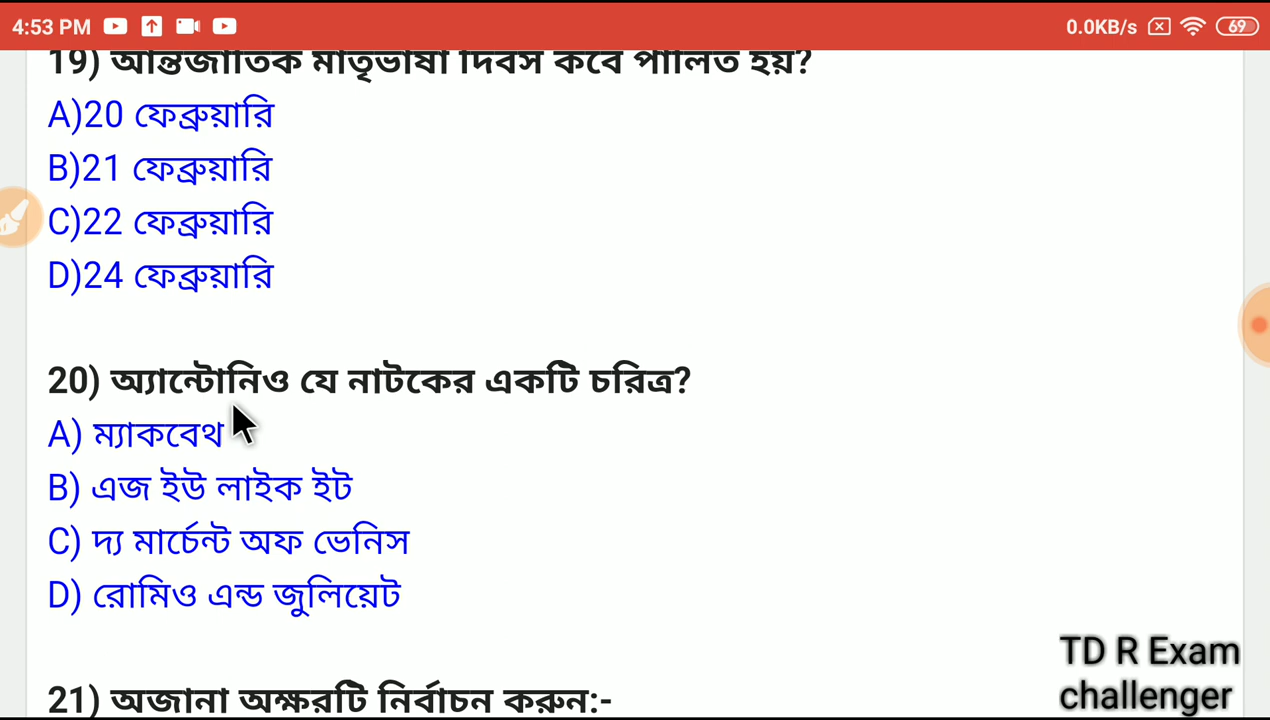 4:53 PM 0.0KB/s 69
19) আন্তর্জাতিক মাতৃভাষা দিবস কবে পালিত হয়?
A)20 ফেব্রুয়ারি
B)21 ফেব্রুয়ারি
C)22 ফেব্রুয়ারি
D)24 ফেব্রুয়ারি
20) অ্যান্টোনিও যে নাটকের একটি চরিত্র?
A) ম্যাকবেথ
B) এজ ইউ লাইক ইট
C) দ্য মার্চেন্ট অফ ভেনিস
D) রোমিও এন্ড জুলিয়েট
TD R Exam
challenger
21) অজানা অক্ষরটি নির্বাচন করুন:-